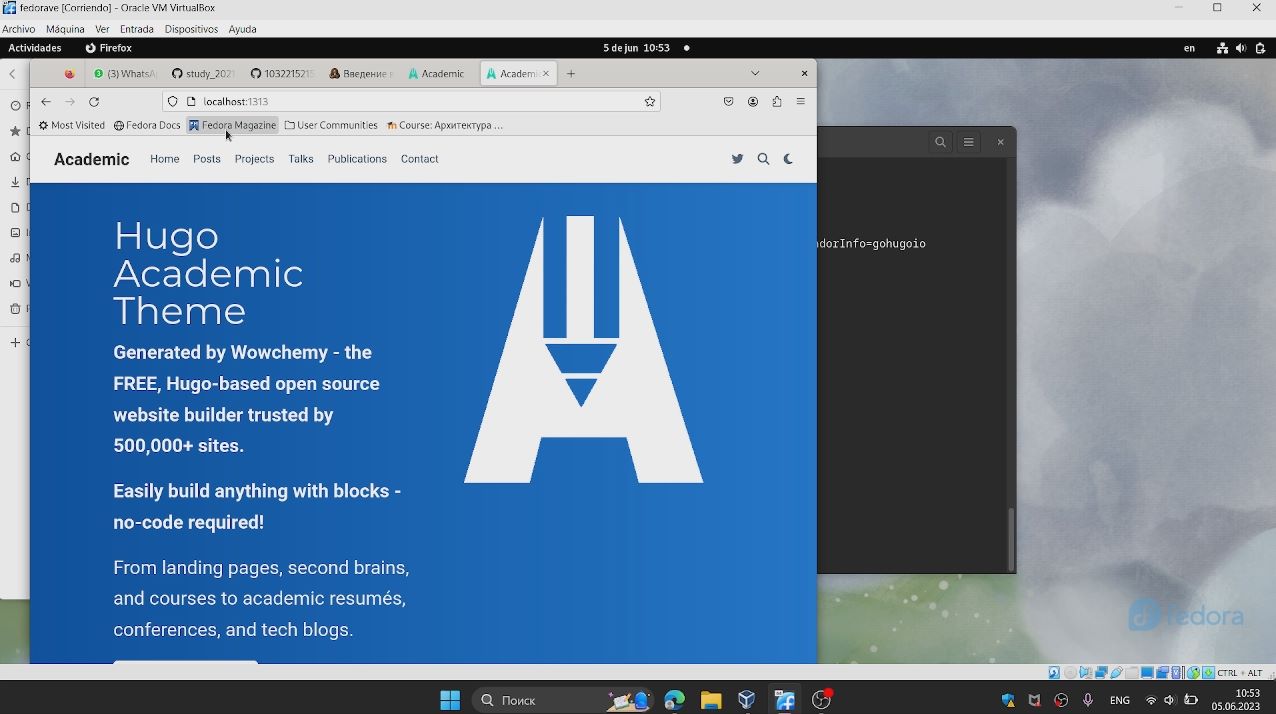 fedorave [Corriendo] - Oracle VM VirtualBox
Archivo Máquina Ver Entrada Dispositivos Ayuda
Actividades Firefox 5 de jun 10:53 en
(3) WhatsA study_2021 1032215215 Введение в Academic Academi
localhost:1313
Most Visited Fedora Docs Fedora Magazine User Communities Course: Архитектура ...
Academic Home Posts Projects Talks Publications Contact
Hugo
Academic
Theme
ndorInfo=gohugoio
Generated by Wowchemy - the
FREE, Hugo-based open source
website builder trusted by
500,000+ sites.
Easily build anything with blocks -
no-code required!
From landing pages, second brains,
and courses to academic resumés,
conferences, and tech blogs.
fedora
CTRL + ALT
Поиск
ENG
10:53
05.06.2023